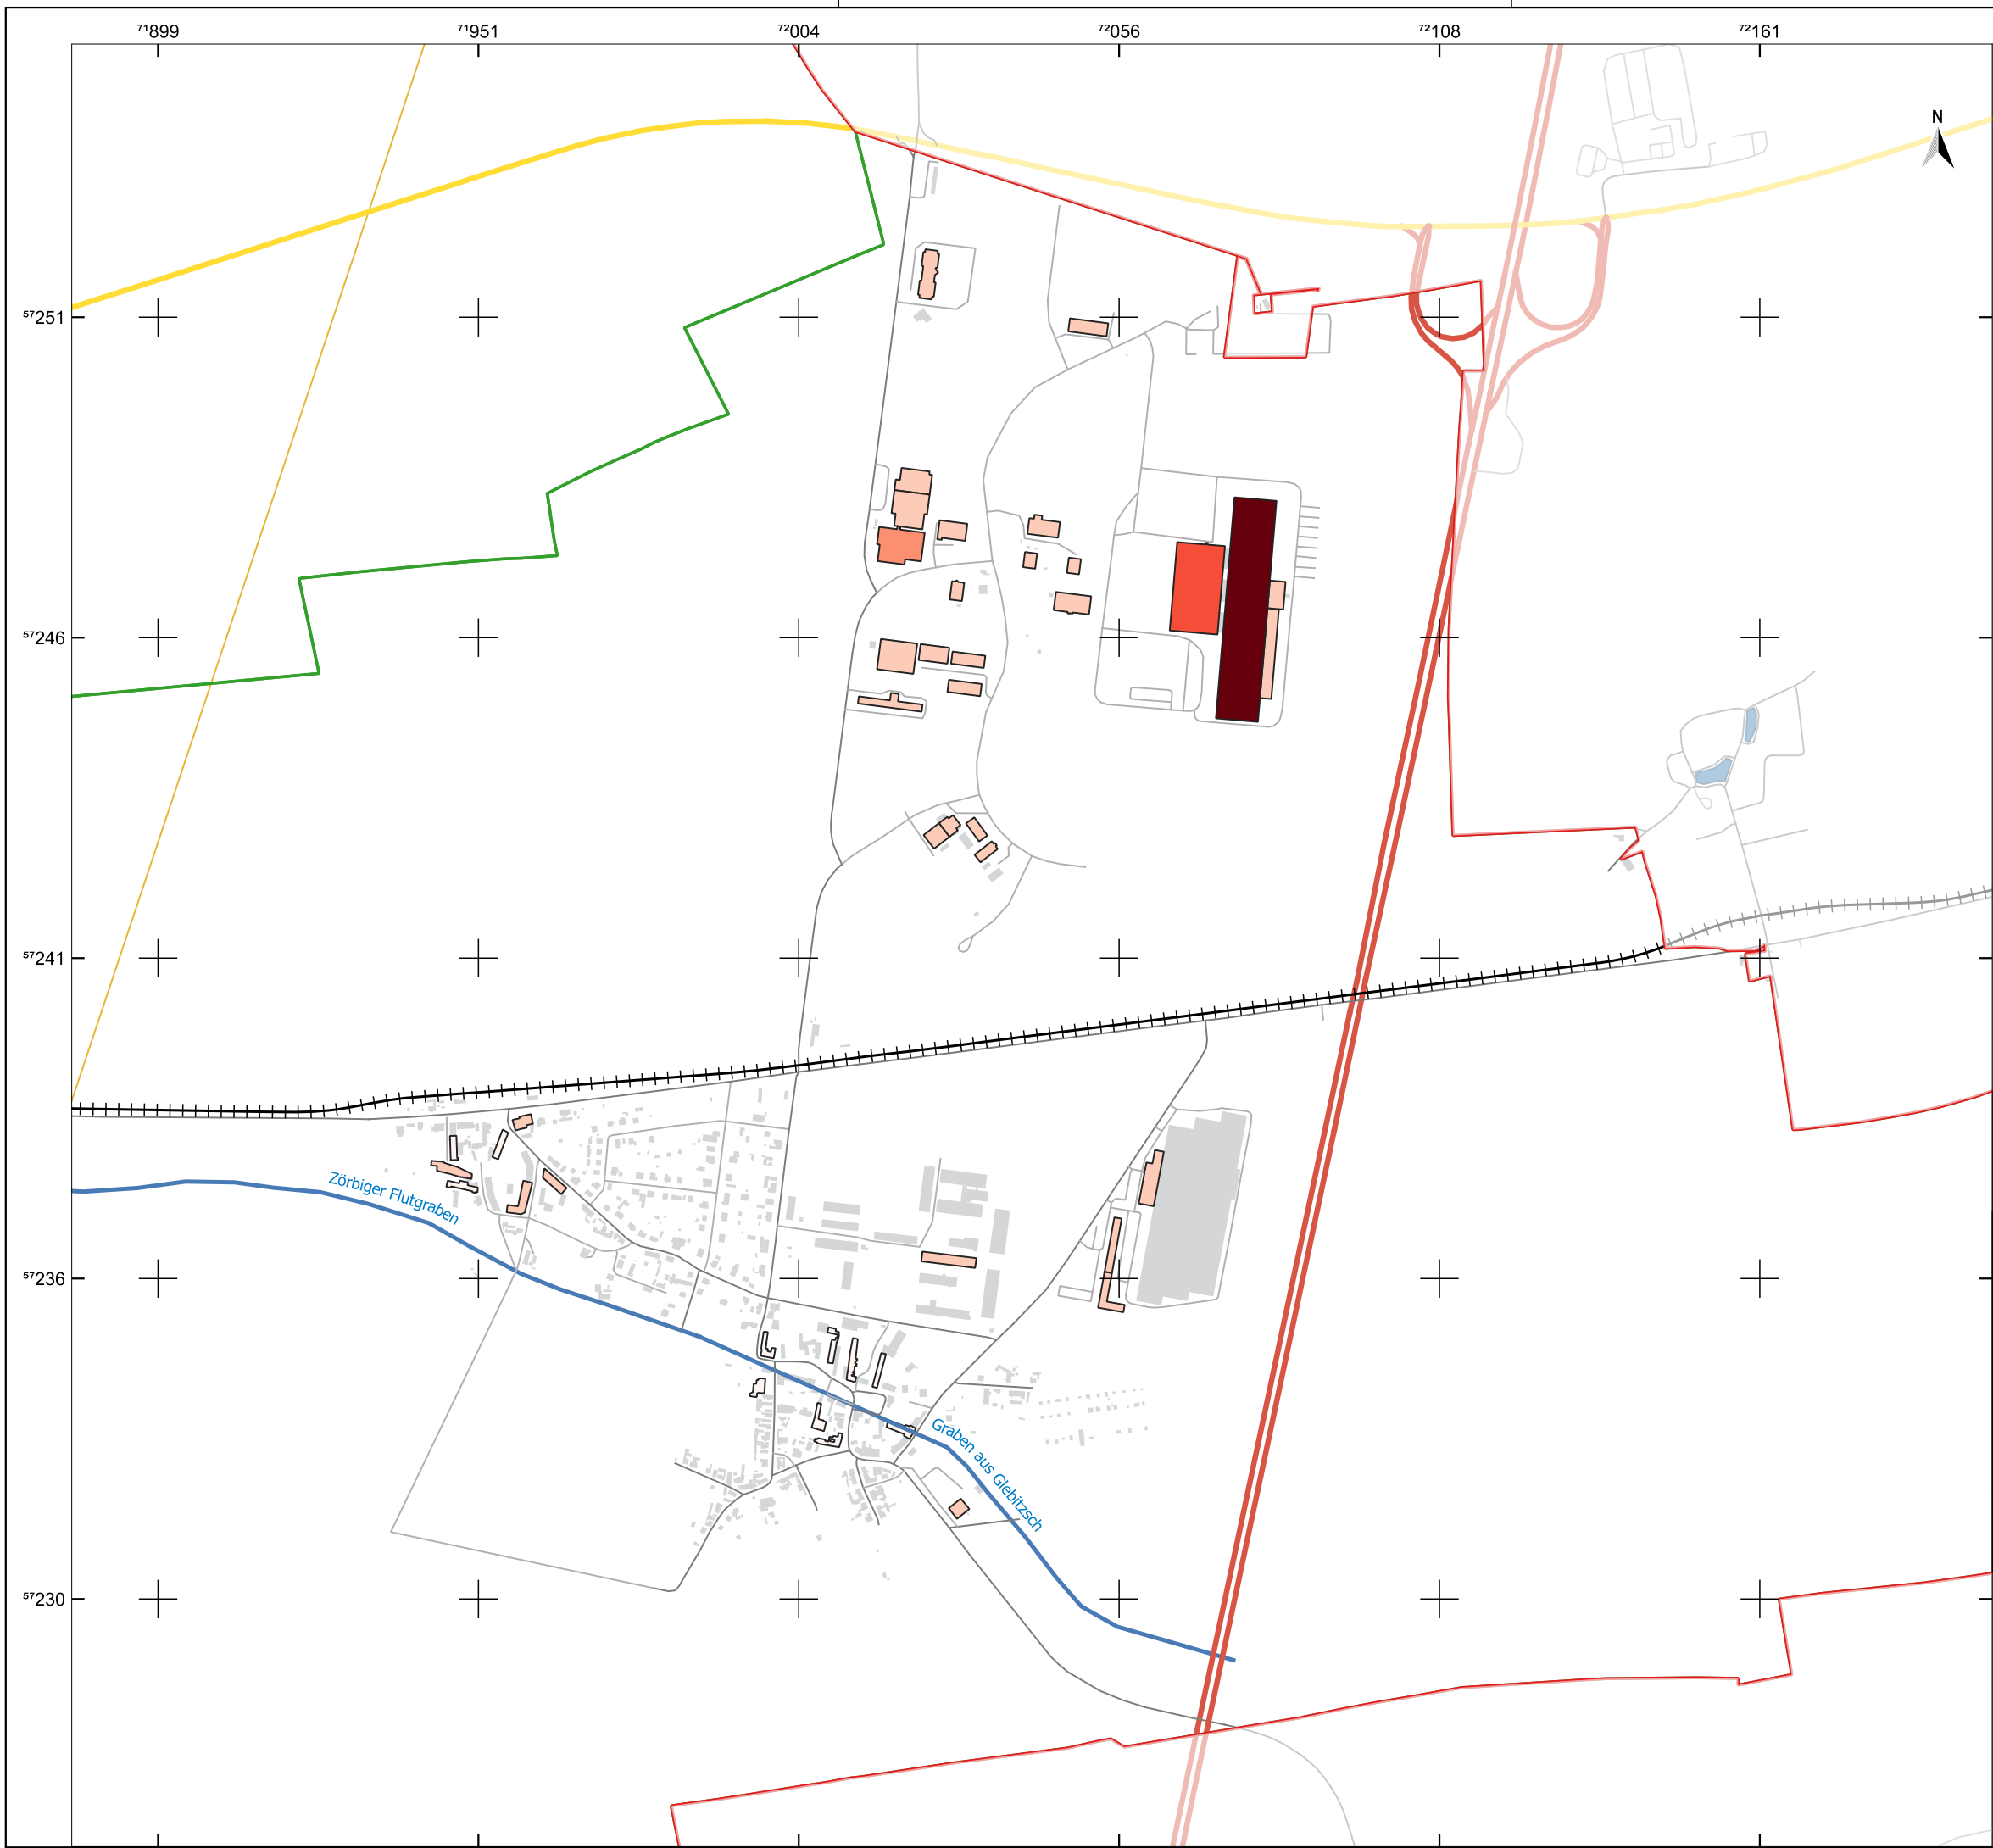 ⁷¹899 ⁷¹951 ⁷²004 ⁷²056 ⁷²108 ⁷²161
N
⁵⁷251
⁵⁷246
⁵⁷241
Zörbiger Flutgraben
⁵⁷236
Graben aus Glebitzsch
⁵⁷230